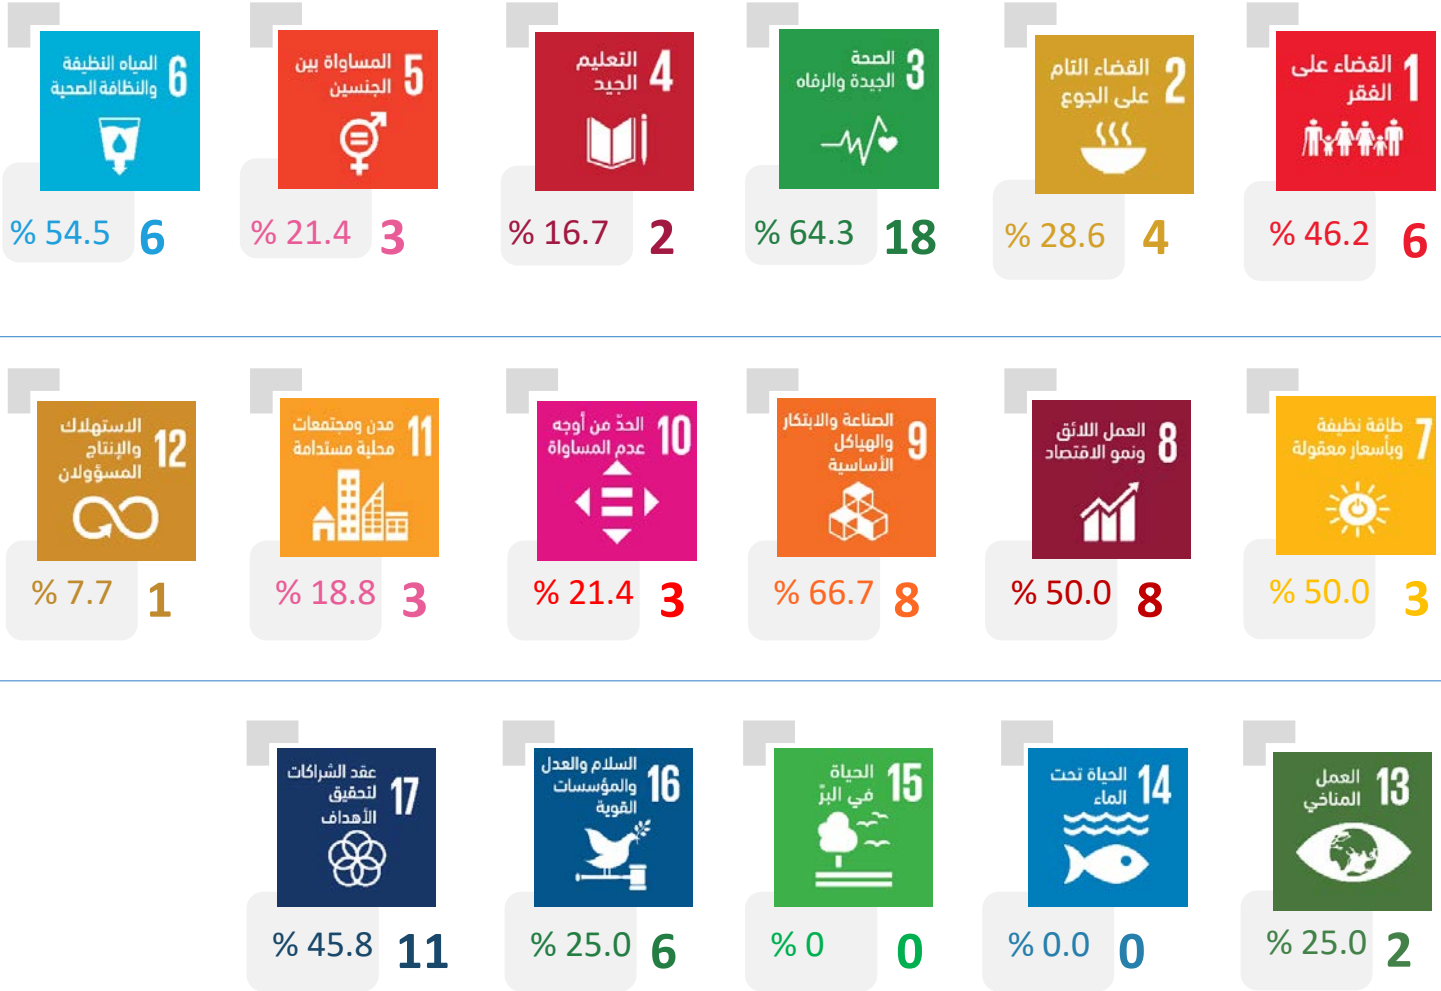 1 القضاء على
الفقر
6 % 46.2
2 القضاء التام
على الجوع
4 % 28.6
3 الصحة
الجيدة والرفاه
18 % 64.3
4 التعليم
الجيد
2 % 16.7
5 المساواة بين
الجنسين
3 % 21.4
6 المياه النظيفة
والنظافة الصحية
6 % 54.5
7 طاقة نظيفة
وبأسعار معقولة
3 % 50.0
8 العمل اللائق
ونمو الاقتصاد
8 % 50.0
9 الصناعة والابتكار
والهياكل
الأساسية
8 % 66.7
10 الحدّ من أوجه
عدم المساواة
3 % 21.4
11 مدن ومجتمعات
محلية مستدامة
3 % 18.8
12 الاستهلاك
والإنتاج
المسؤولان
1 % 7.7
13 العمل
المناخي
2 % 25.0
14 الحياة تحت
الماء
0 % 0.0
15 الحياة
في البرّ
0 % 0
16 السلام والعدل
والمؤسسات
القوية
6 % 25.0
17 عقد الشراكات
لتحقيق
الأهداف
11 % 45.8